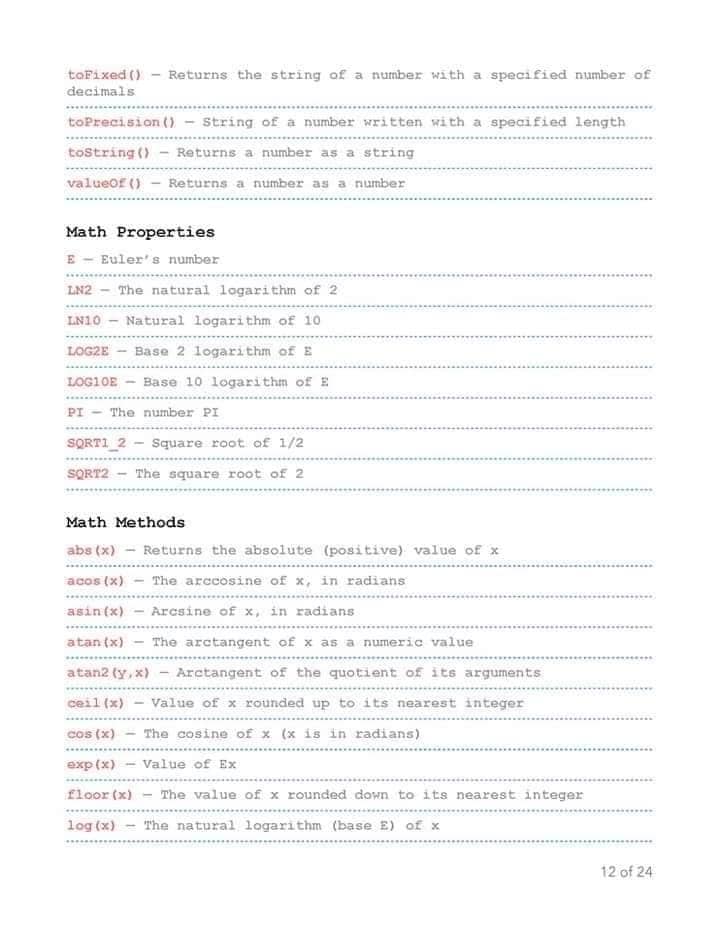 toFixed() — Returns the string of a number with a specified number of
decimals
toPrecision() — String of a number written with a specified length
toString() — Returns a number as a string
valueOf() — Returns a number as a number
Math Properties
E — Euler’s number
LN2 — The natural logarithm of 2
LN10 — Natural logarithm of 10
LOG2E — Base 2 logarithm of E
LOG10E — Base 10 logarithm of E
PI — The number PI
SQRT1_2 — Square root of 1/2
SQRT2 — The square root of 2
Math Methods
abs(x) — Returns the absolute (positive) value of x
acos(x) — The arccosine of x, in radians
asin(x) — Arcsine of x, in radians
atan(x) — The arctangent of x as a numeric value
atan2(y,x) — Arctangent of the quotient of its arguments
ceil(x) — Value of x rounded up to its nearest integer
cos(x) — The cosine of x (x is in radians)
exp(x) — Value of Ex
floor(x) — The value of x rounded down to its nearest integer
log(x) — The natural logarithm (base E) of x
12 of 24